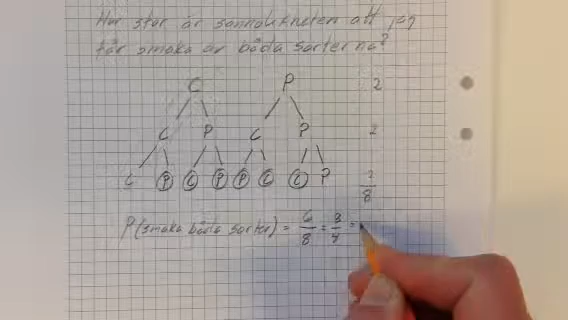 Hur stor är sannolikheten att jag
får smaka av båda sorterna?
C P 2
C P C P 2
C P C P P C C P 2
8
P(smaka båda sorter) = 6/8 = 3/4 =